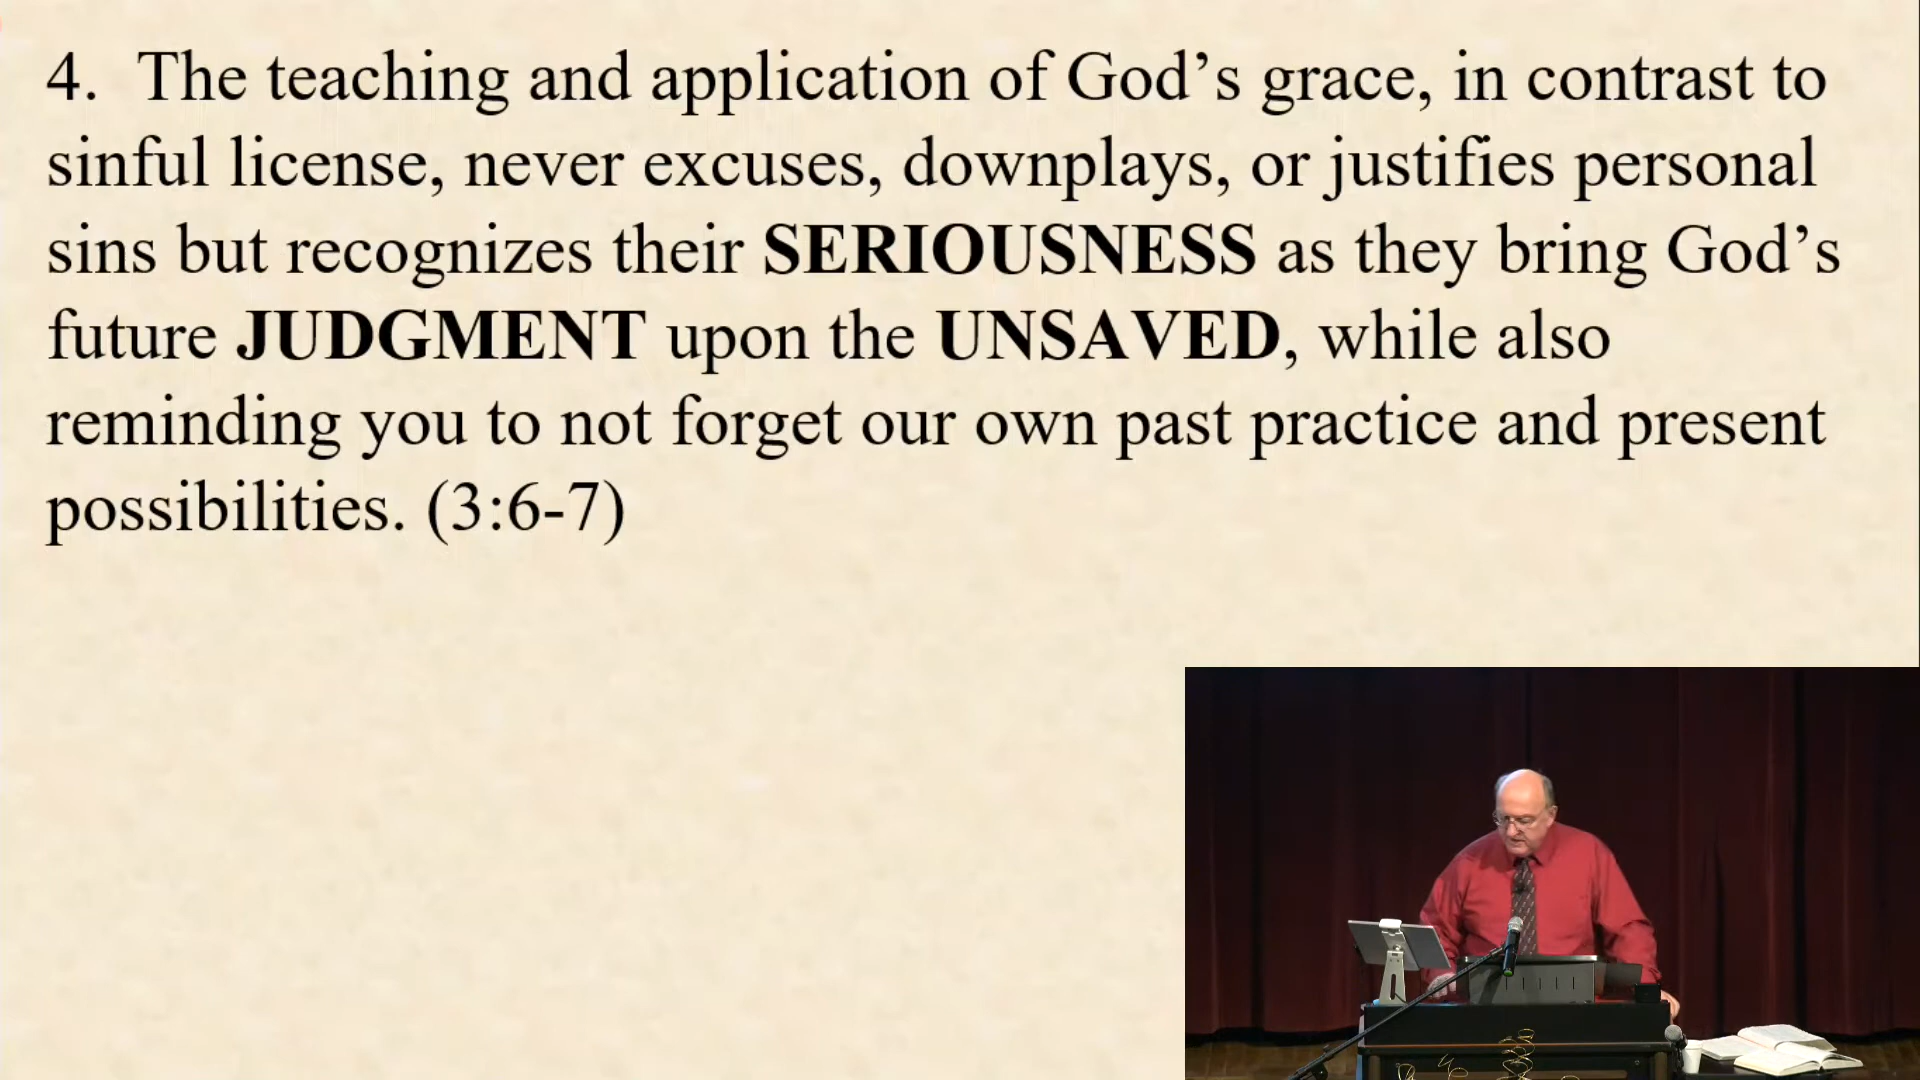 4. The teaching and application of God’s grace, in contrast to
sinful license, never excuses, downplays, or justifies personal
sins but recognizes their SERIOUSNESS as they bring God’s
future JUDGMENT upon the UNSAVED, while also
reminding you to not forget our own past practice and present
possibilities. (3:6-7)